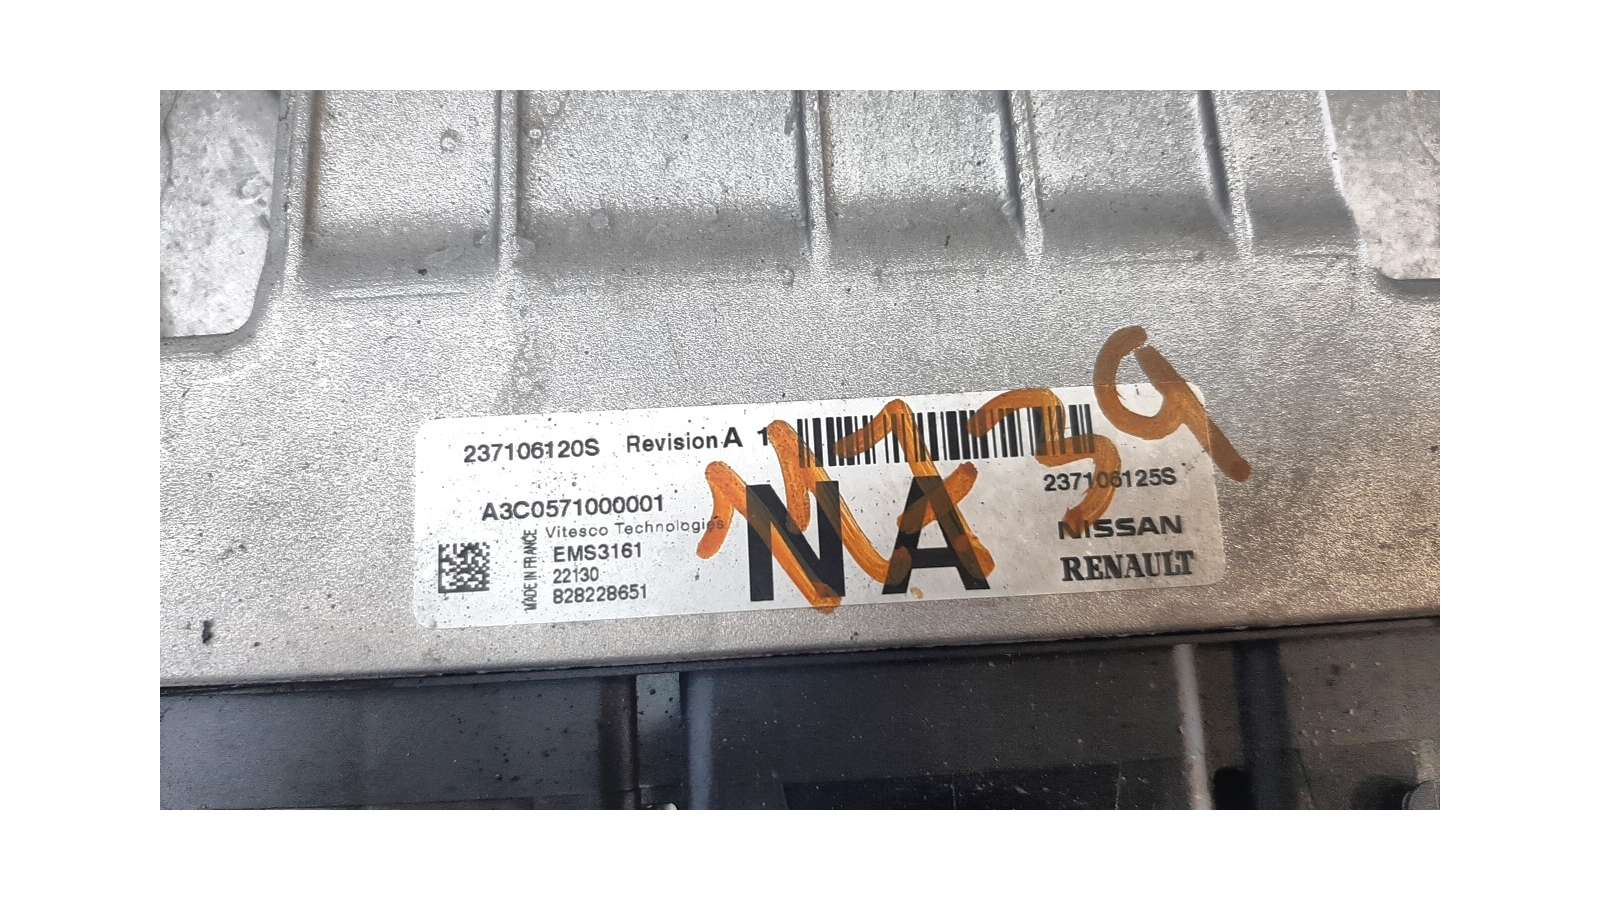 237106120S Revision A 1
237106125S
A3C0571000001
Vitesco Technologies
NISSAN
MADE IN FRANCE
EMS3161
NA
RENAULT
22130
828228651